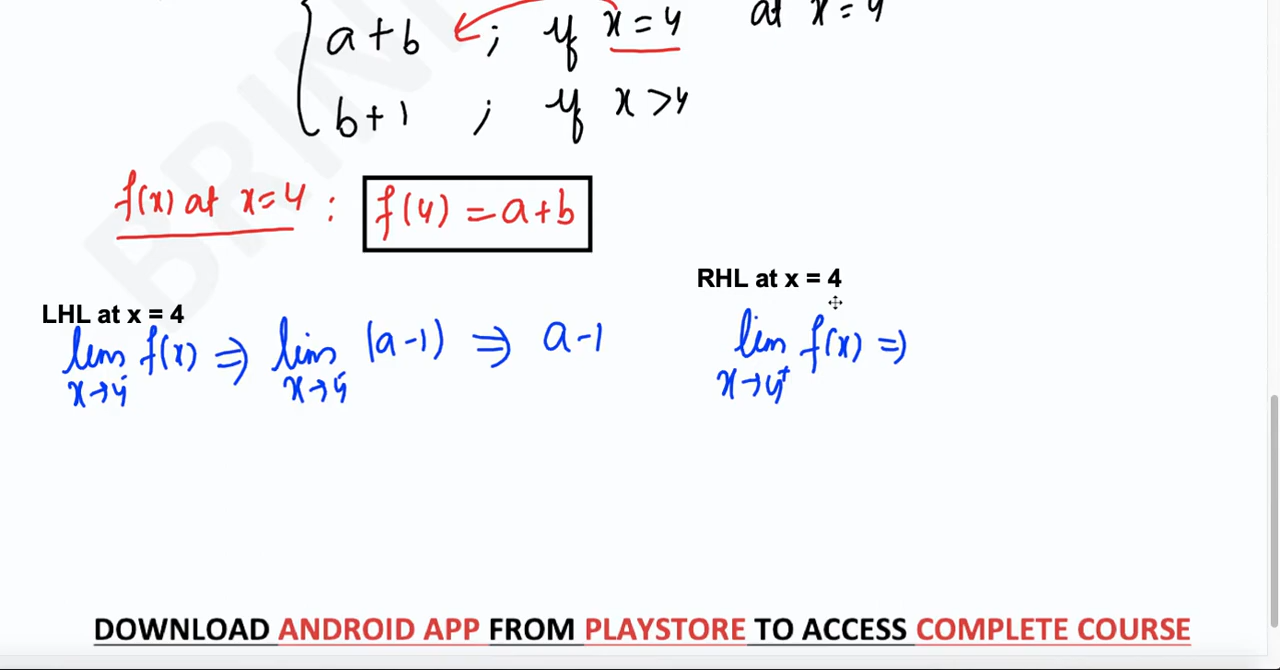 a + b ; if x = 4 at x = 4
b + 1 ; if x > 4
f(x) at x = 4 : f(4) = a + b
LHL at x = 4
lim x→4⁻ f(x) ⇒ lim x→4⁻ (a - 1) ⇒ a - 1
RHL at x = 4
lim x→4⁺ f(x) ⇒
DOWNLOAD ANDROID APP FROM PLAYSTORE TO ACCESS COMPLETE COURSE